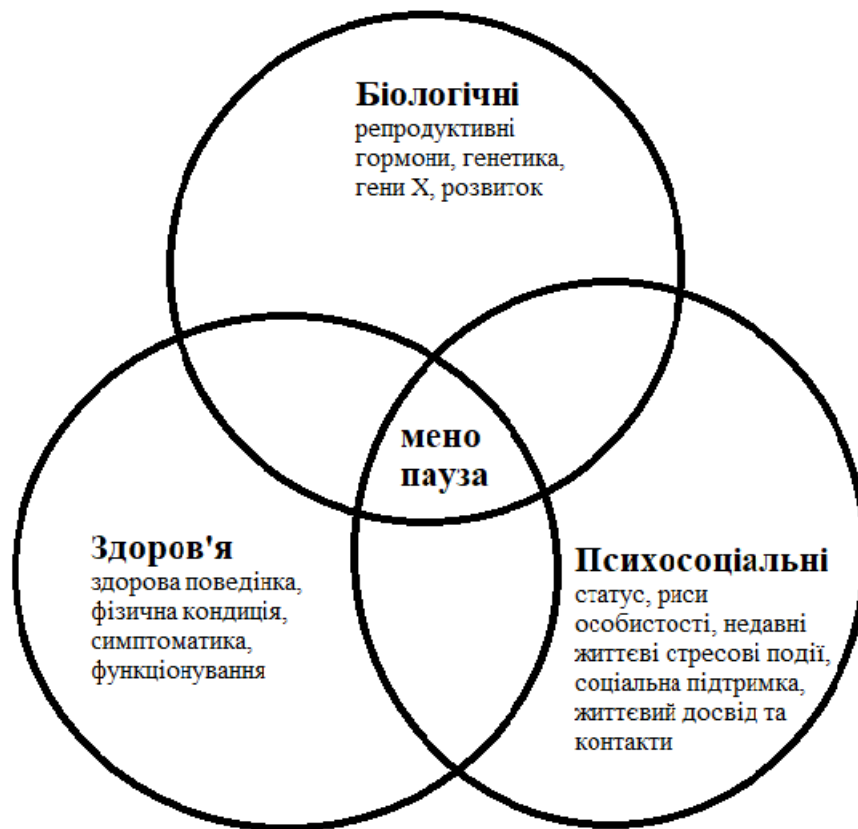 Біологічні
репродуктивні
гормони, генетика,
гени X, розвиток
мено
пауза
Здоров'я
здорова поведінка,
фізична кондиція,
симптоматика,
функціонування
Психосоціальні
статус, риси
особистості, недавні
життєві стресові події,
соціальна підтримка,
життєвий досвід та
контакти